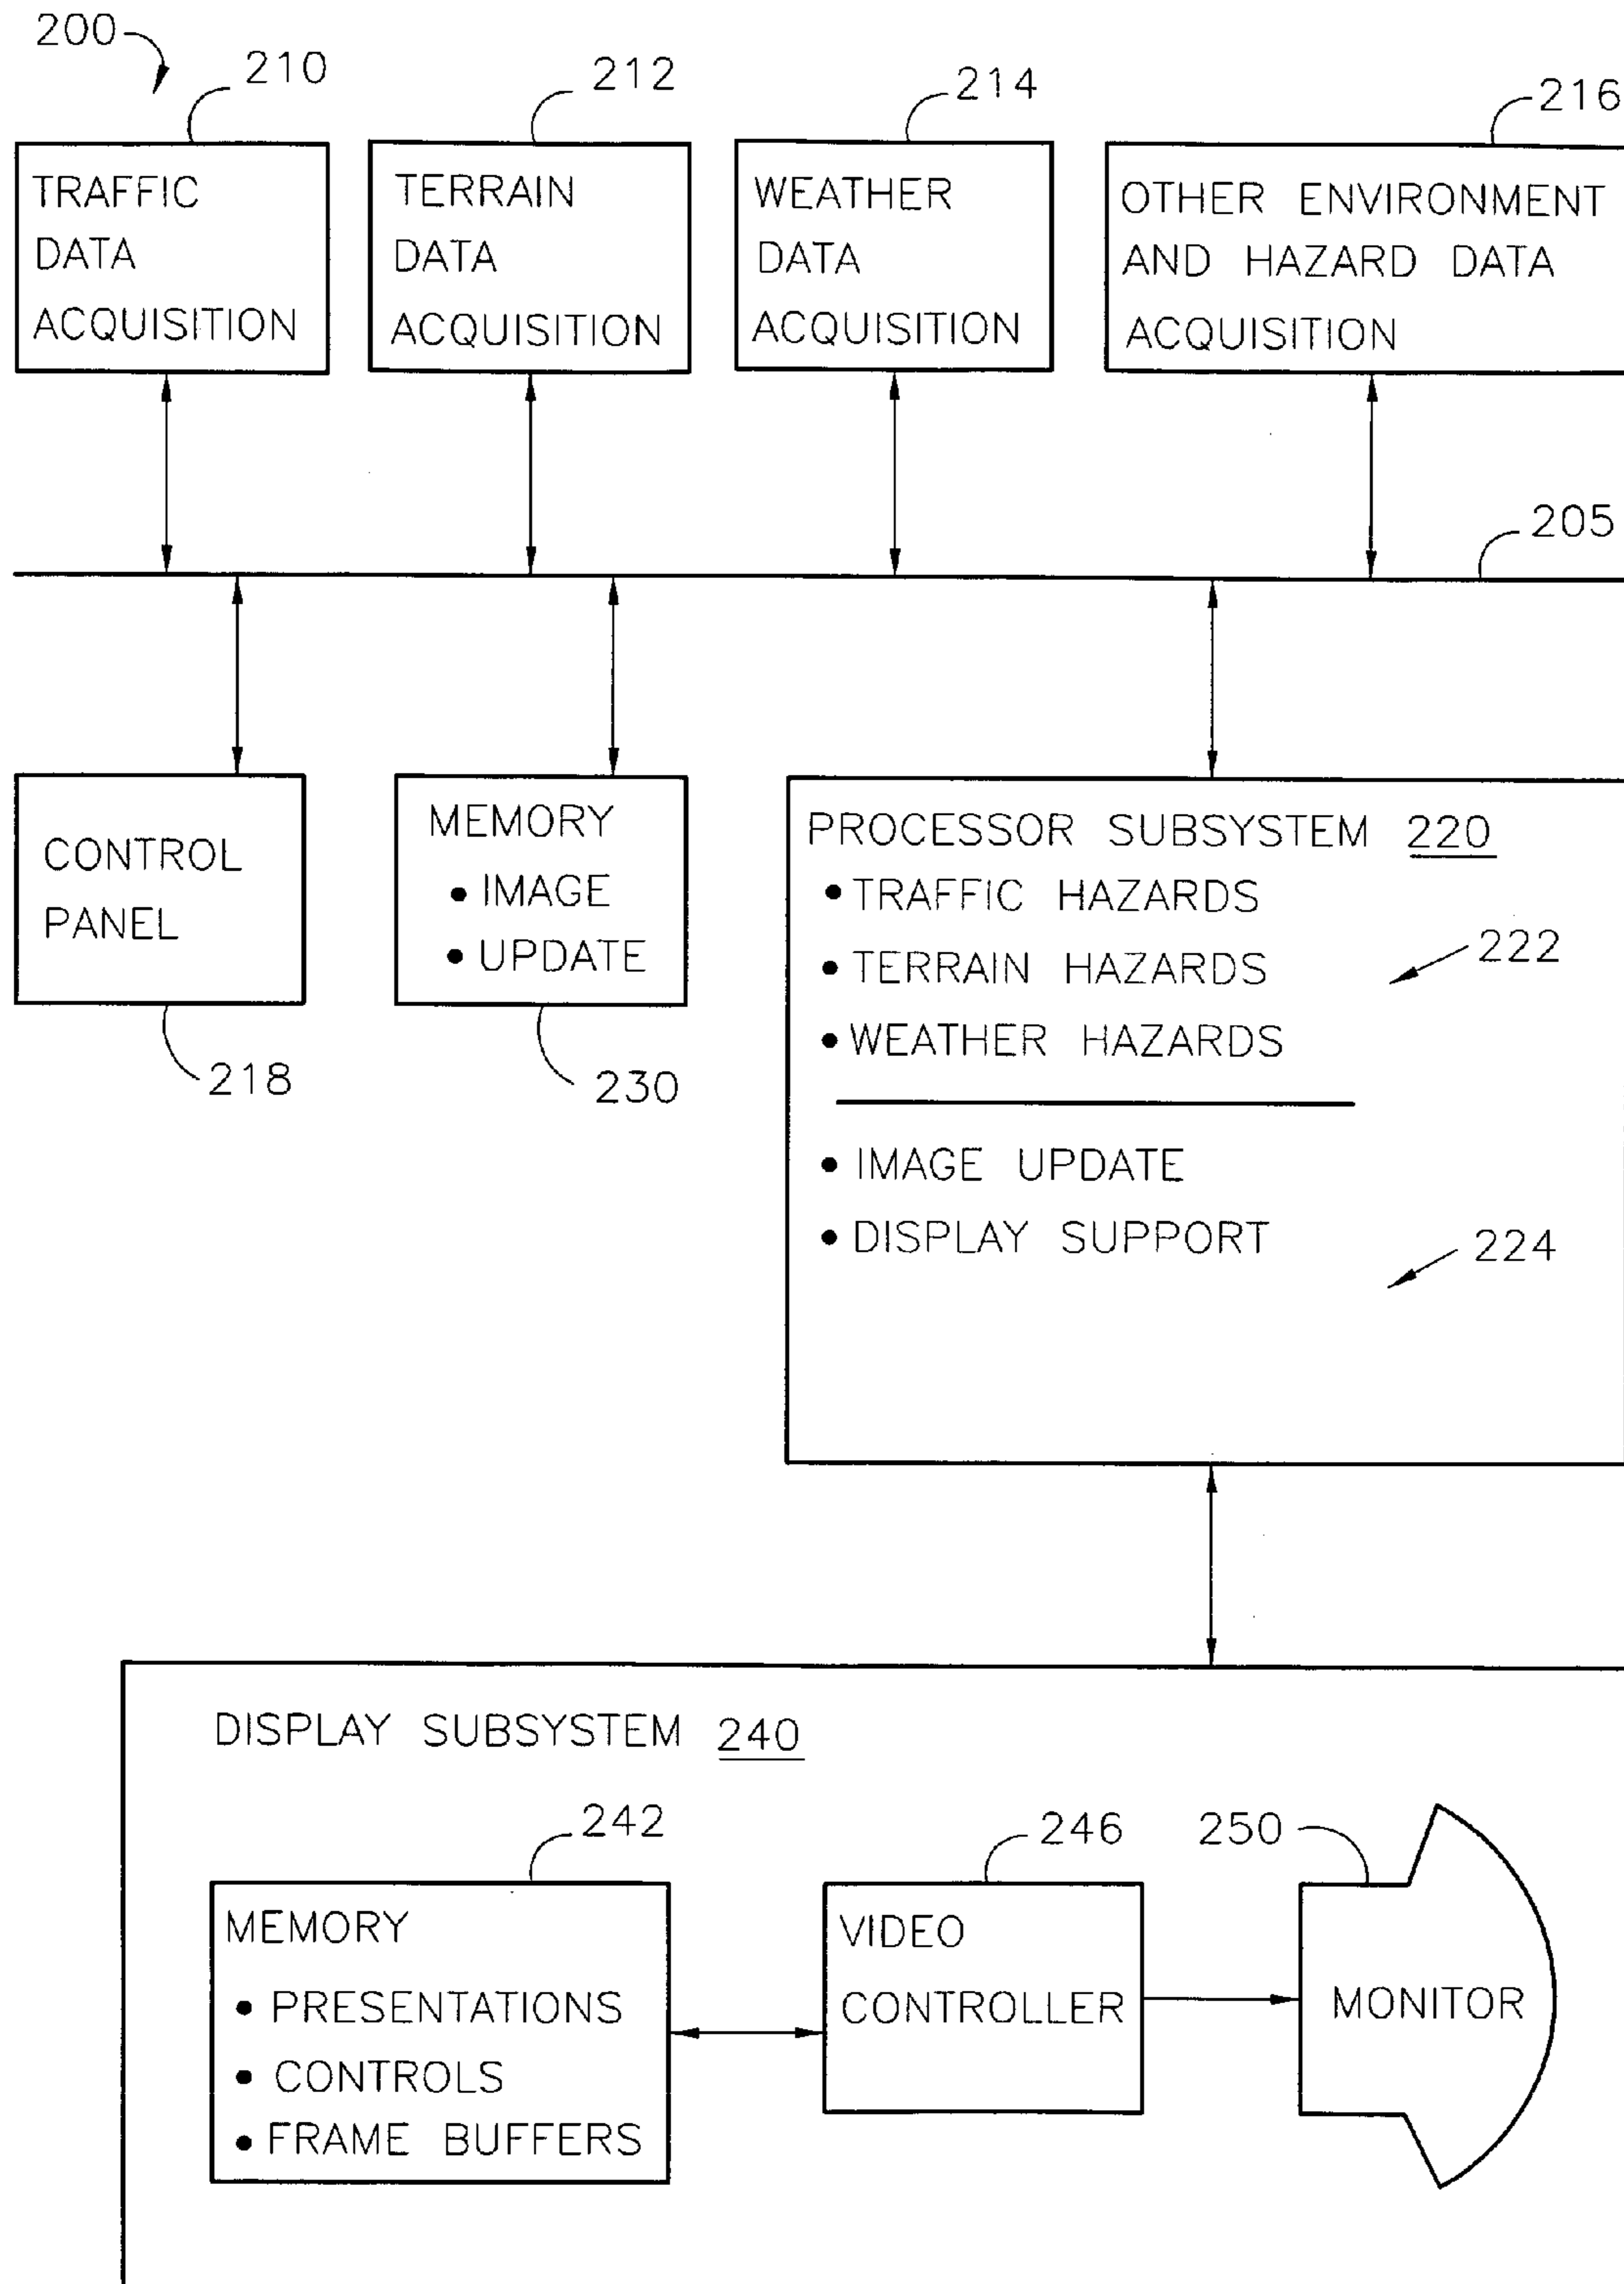 200
210
212
214
216
TRAFFIC
DATA
ACQUISITION
TERRAIN
DATA
ACQUISITION
WEATHER
DATA
ACQUISITION
OTHER ENVIRONMENT
AND HAZARD DATA
ACQUISITION
205
CONTROL
PANEL
218
MEMORY
• IMAGE
• UPDATE
230
PROCESSOR SUBSYSTEM 220
• TRAFFIC HAZARDS
• TERRAIN HAZARDS
• WEATHER HAZARDS
222
• IMAGE UPDATE
• DISPLAY SUPPORT
224
DISPLAY SUBSYSTEM 240
242
246
250
MEMORY
• PRESENTATIONS
• CONTROLS
• FRAME BUFFERS
VIDEO
CONTROLLER
MONITOR